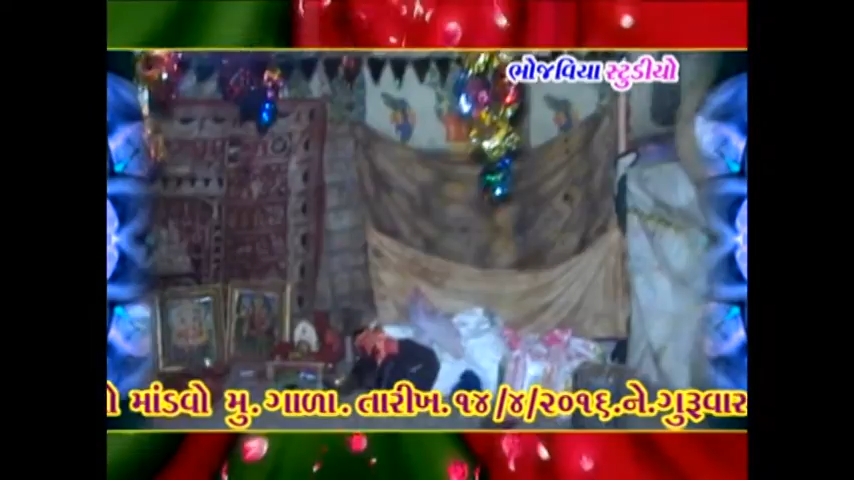 ભોજવિયા સ્ટુડીયો
માંડવો મુ. ગાળા. તારીખ. ૧૪/૪/૨૦૧૬.ને.ગુરૂવાર